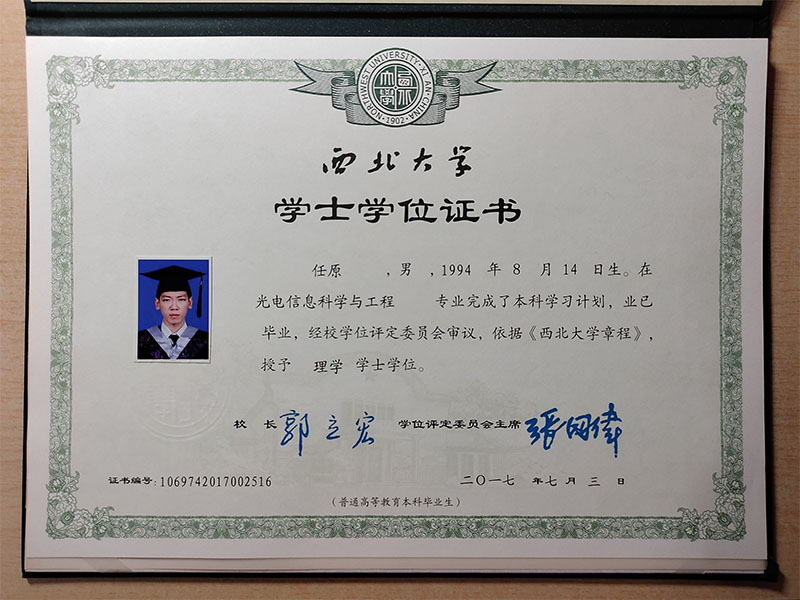 NORTHWEST UNIVERSITY·XI'AN·CHINA
·1902·
西北大学
学士学位证书
任原 ,男 ,1994 年 8 月 14 日生。在
光电信息科学与工程 专业完成了本科学习计划，业已
毕业，经校学位评定委员会审议，依据《西北大学章程》，
授予 理学 学士学位。
校 长 郭立宏 学位评定委员会主席 張国偉
证书编号: 1069742017002516 二〇一七 年七 月 三 日
（普通高等教育本科毕业生）